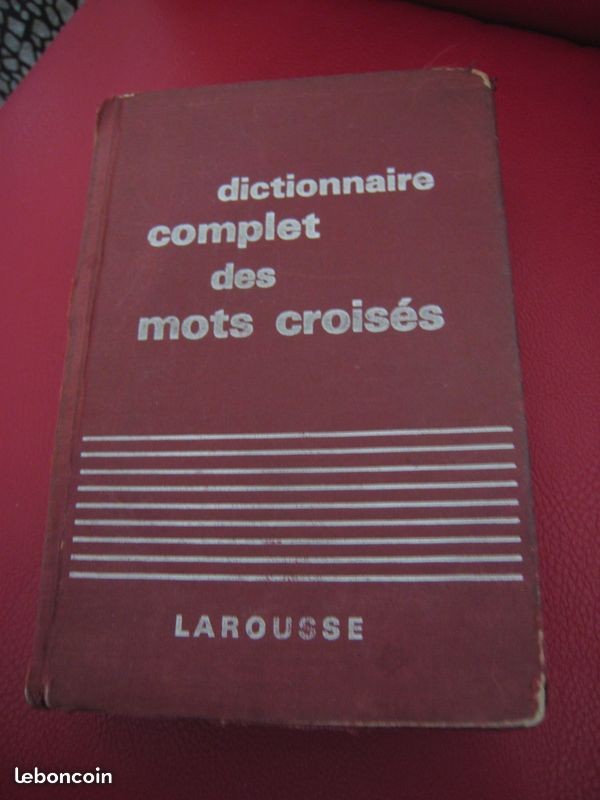 dictionnaire
complet
des
mots croisés
LAROUSSE
leboncoin